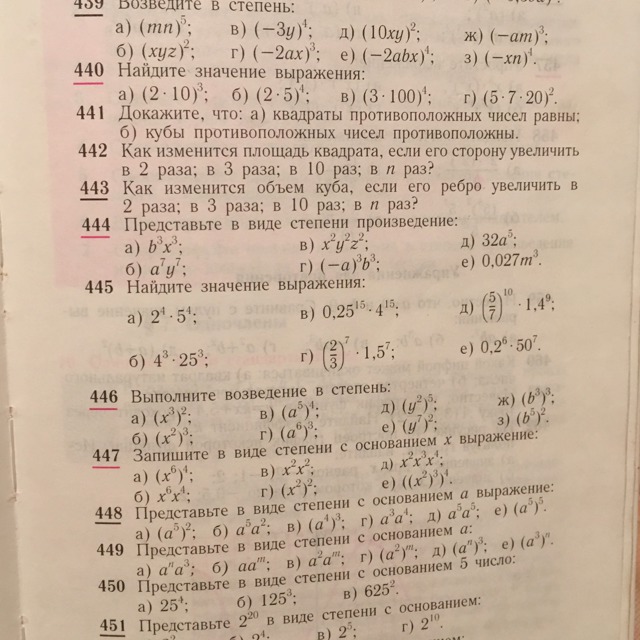 439 Возведите в степень:
а) (mn)⁵; в) (−3y)⁴; д) (10xy)²; ж) (−am)³;
б) (xyz)²; г) (−2ax)³; е) (−2abx)⁴; з) (−xn)⁴.
440 Найдите значение выражения:
а) (2 · 10)³; б) (2 · 5)⁴; в) (3 · 100)⁴; г) (5 · 7 · 20)².
441 Докажите, что: а) квадраты противоположных чисел равны;
б) кубы противоположных чисел противоположны.
442 Как изменится площадь квадрата, если его сторону увеличить
в 2 раза; в 3 раза; в 10 раз; в n раз?
443 Как изменится объем куба, если его ребро увеличить в
2 раза; в 3 раза; в 10 раз; в n раз?
444 Представьте в виде степени произведение:
а) b³x³; в) x²y²z²; д) 32a⁵;
б) a⁷y⁷; г) (−a)³b³; е) 0,027m³.
445 Найдите значение выражения:
а) 2⁴ · 5⁴; в) 0,25¹⁵ · 4¹⁵; д) (5/7)¹⁰ · 1,4⁹;
б) 4³ · 25³; г) (2/3)⁷ · 1,5⁷; е) 0,2⁶ · 50⁷.
446 Выполните возведение в степень:
а) (x³)²; в) (a⁵)⁴; д) (y²)⁵; ж) (b³)³;
б) (x²)³; г) (a⁶)³; е) (y⁷)²; з) (b⁵)².
447 Запишите в виде степени с основанием x выражение:
а) (x⁶)⁴; в) x²x²; д) x²x³x⁴;
б) x⁶x⁴; г) (x²)²; е) ((x²)³)⁴.
448 Представьте в виде степени с основанием a выражение:
а) (a⁵)²; б) a⁵a²; в) (a⁴)³; г) a³a⁴; д) a⁵a⁵; е) (a⁵)⁵.
449 Представьте в виде степени с основанием a:
а) aⁿa³; б) aaᵐ; в) a²aᵐ; г) (a²)ᵐ; д) (aⁿ)³; е) (a³)ⁿ.
450 Представьте в виде степени с основанием 5 число:
а) 25⁴; б) 125³; в) 625².
451 Представьте 2²⁰ в виде степени с основанием:
б) 2⁴; в) 2⁵; г) 2¹⁰.